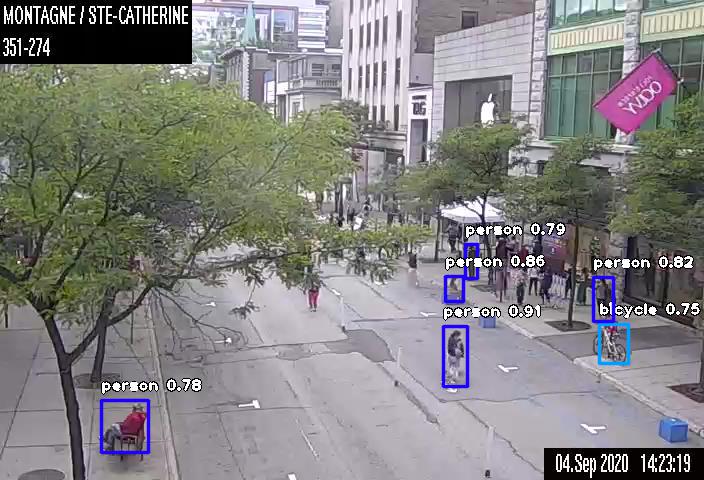 MONTAGNE / STE-CATHERINE
351-274
person 0.79
person 0.86
person 0.82
person 0.91
bicycle 0.75
person 0.78
04.Sep 2020 14:23:19